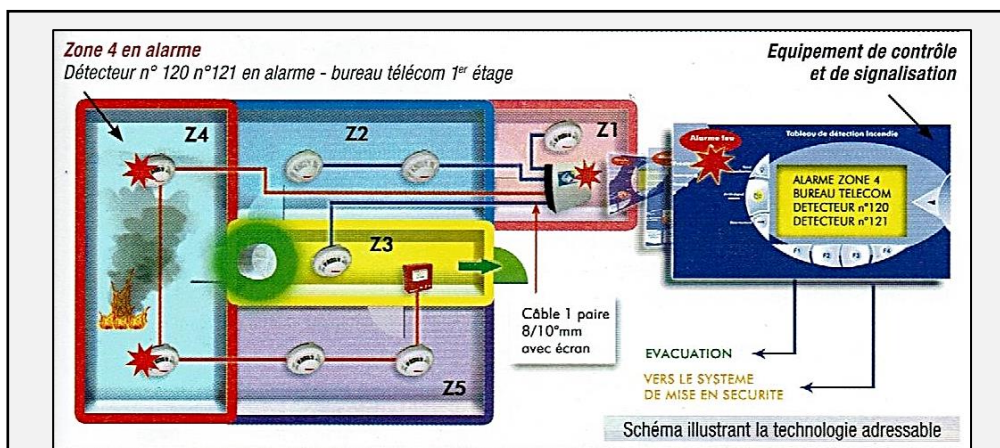 Zone 4 en alarme
Détecteur n° 120 n°121 en alarme - bureau télécom 1er étage
Equipement de contrôle
et de signalisation
Z4
Z2
Z1
Z3
Z5
Alarme feu
Tableau de détection Incendie
ALARME ZONE 4
BUREAU TELECOM
DETECTEUR n°120
DETECTEUR n°121
F1
F2
F3
F4
Câble 1 paire
8/10°mm
avec écran
EVACUATION
VERS LE SYSTEME
DE MISE EN SECURITE
Schéma illustrant la technologie adressable